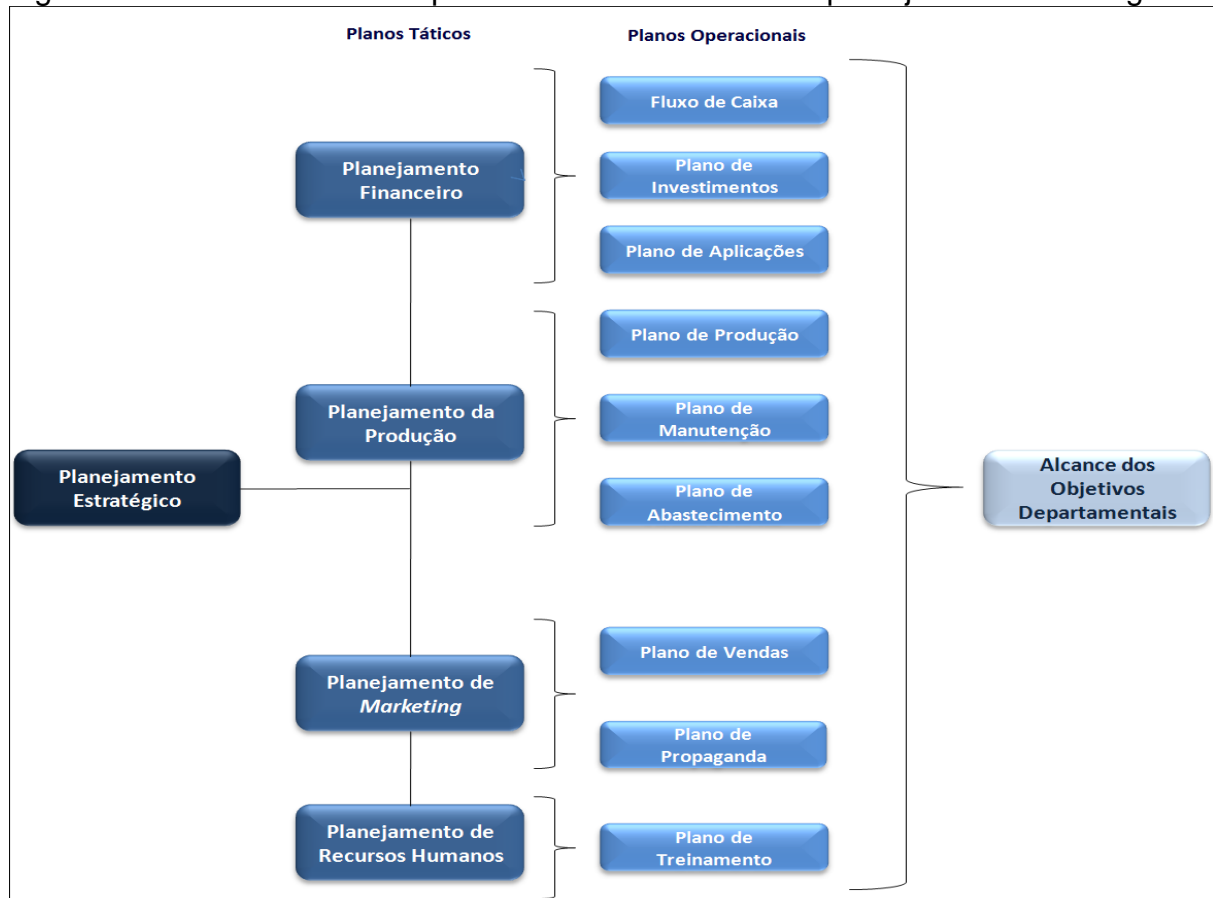 Planos Táticos
Planos Operacionais
Fluxo de Caixa
Planejamento
Financeiro
Plano de
Investimentos
Plano de Aplicações
Plano de Produção
Planejamento da
Produção
Plano de
Manutenção
Planejamento
Estratégico
Plano de
Abastecimento
Alcance dos
Objetivos
Departamentais
Planejamento de
Marketing
Plano de Vendas
Plano de
Propaganda
Planejamento de
Recursos Humanos
Plano de
Treinamento